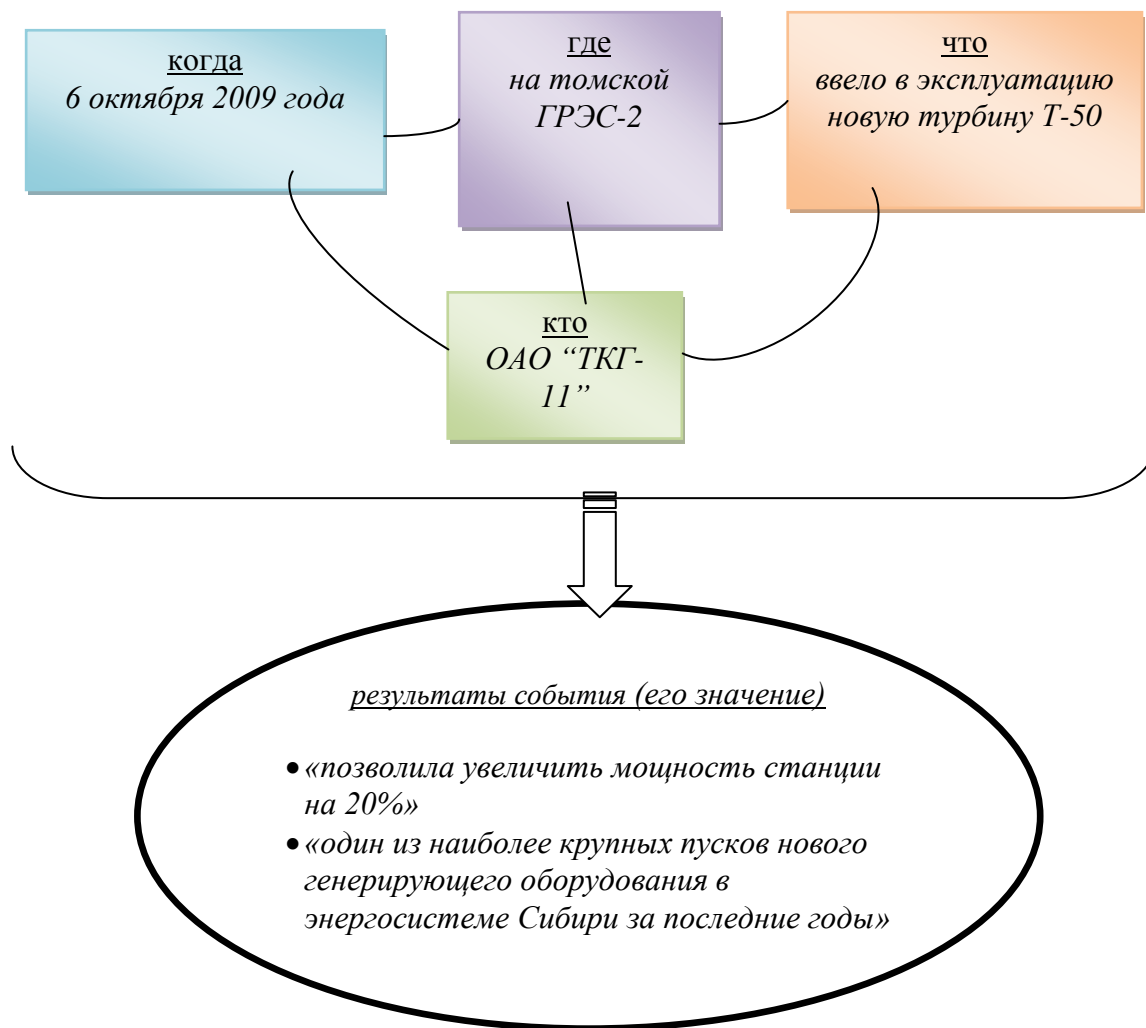 когда
6 октября 2009 года
где
на томской
ГРЭС-2
что
ввело в эксплуатацию
новую турбину Т-50
кто
ОАО “ТКГ-
11”
результаты события (его значение)
• «позволила увеличить мощность станции
на 20%»
• «один из наиболее крупных пусков нового
генерирующего оборудования в
энергосистеме Сибири за последние годы»